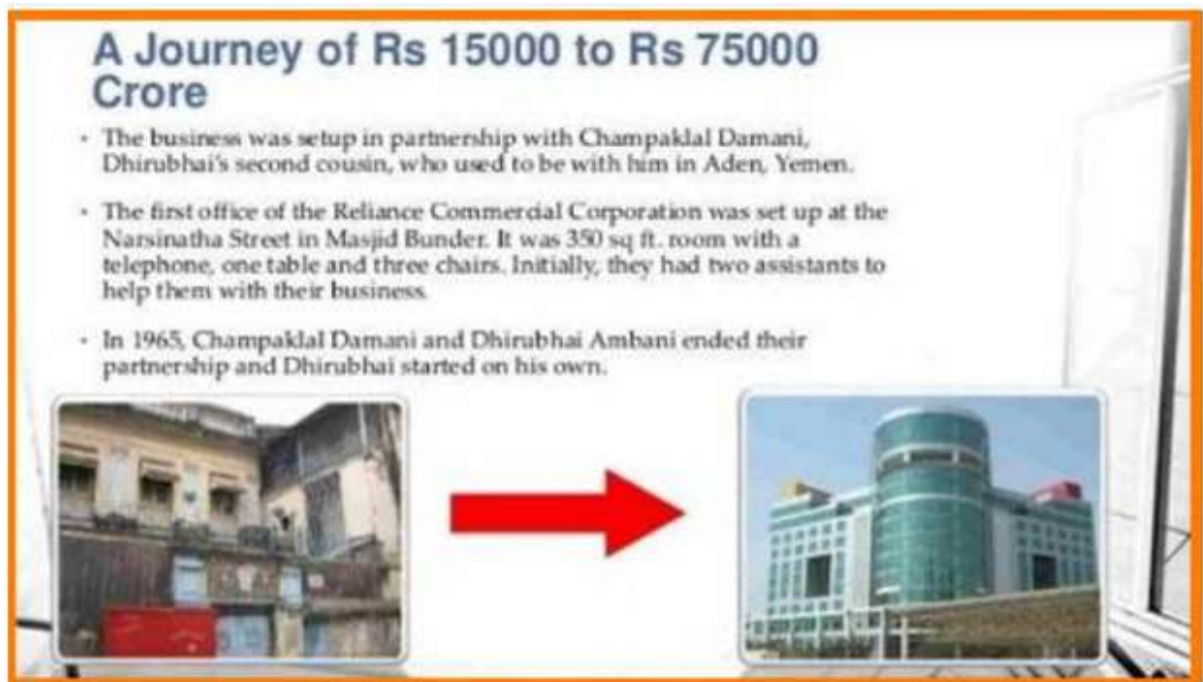 A Journey of Rs 15000 to Rs 75000
Crore
• The business was setup in partnership with Champaklal Damani,
Dhirubhai's second cousin, who used to be with him in Aden, Yemen.
• The first office of the Reliance Commercial Corporation was set up at the
Narsinatha Street in Masjid Bunder. It was 350 sq ft. room with a
telephone, one table and three chairs. Initially, they had two assistants to
help them with their business.
• In 1965, Champaklal Damani and Dhirubhai Ambani ended their
partnership and Dhirubhai started on his own.